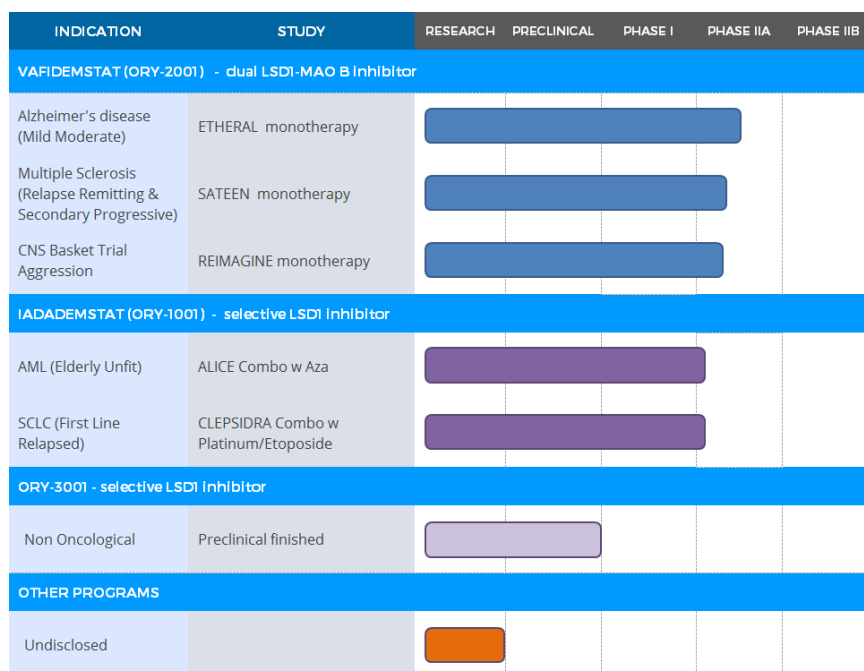 INDICATION STUDY RESEARCH PRECLINICAL PHASE I PHASE IIA PHASE IIB
VAFIDEMSTAT (ORY-2001) - dual LSD1-MAO B inhibitor
Alzheimer's disease
(Mild Moderate)
ETHERAL monotherapy
Multiple Sclerosis
(Relapse Remitting &
Secondary Progressive)
SATEEN monotherapy
CNS Basket Trial
Aggression
REIMAGINE monotherapy
IADADEMSTAT (ORY-1001) - selective LSD1 inhibitor
AML (Elderly Unfit) ALICE Combo w Aza
SCLC (First Line
Relapsed)
CLEPSIDRA Combo w
Platinum/Etoposide
ORY-3001 - selective LSD1 inhibitor
Non Oncological Preclinical finished
OTHER PROGRAMS
Undisclosed